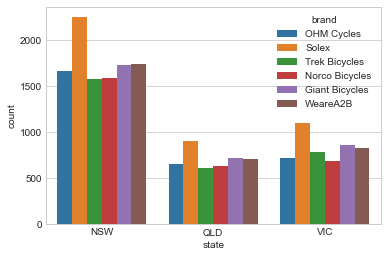 brand
OHM Cycles
Solex
Trek Bicycles
Norco Bicycles
Giant Bicycles
WeareA2B
count
2000
1500
1000
500
0
NSW
QLD
VIC
state